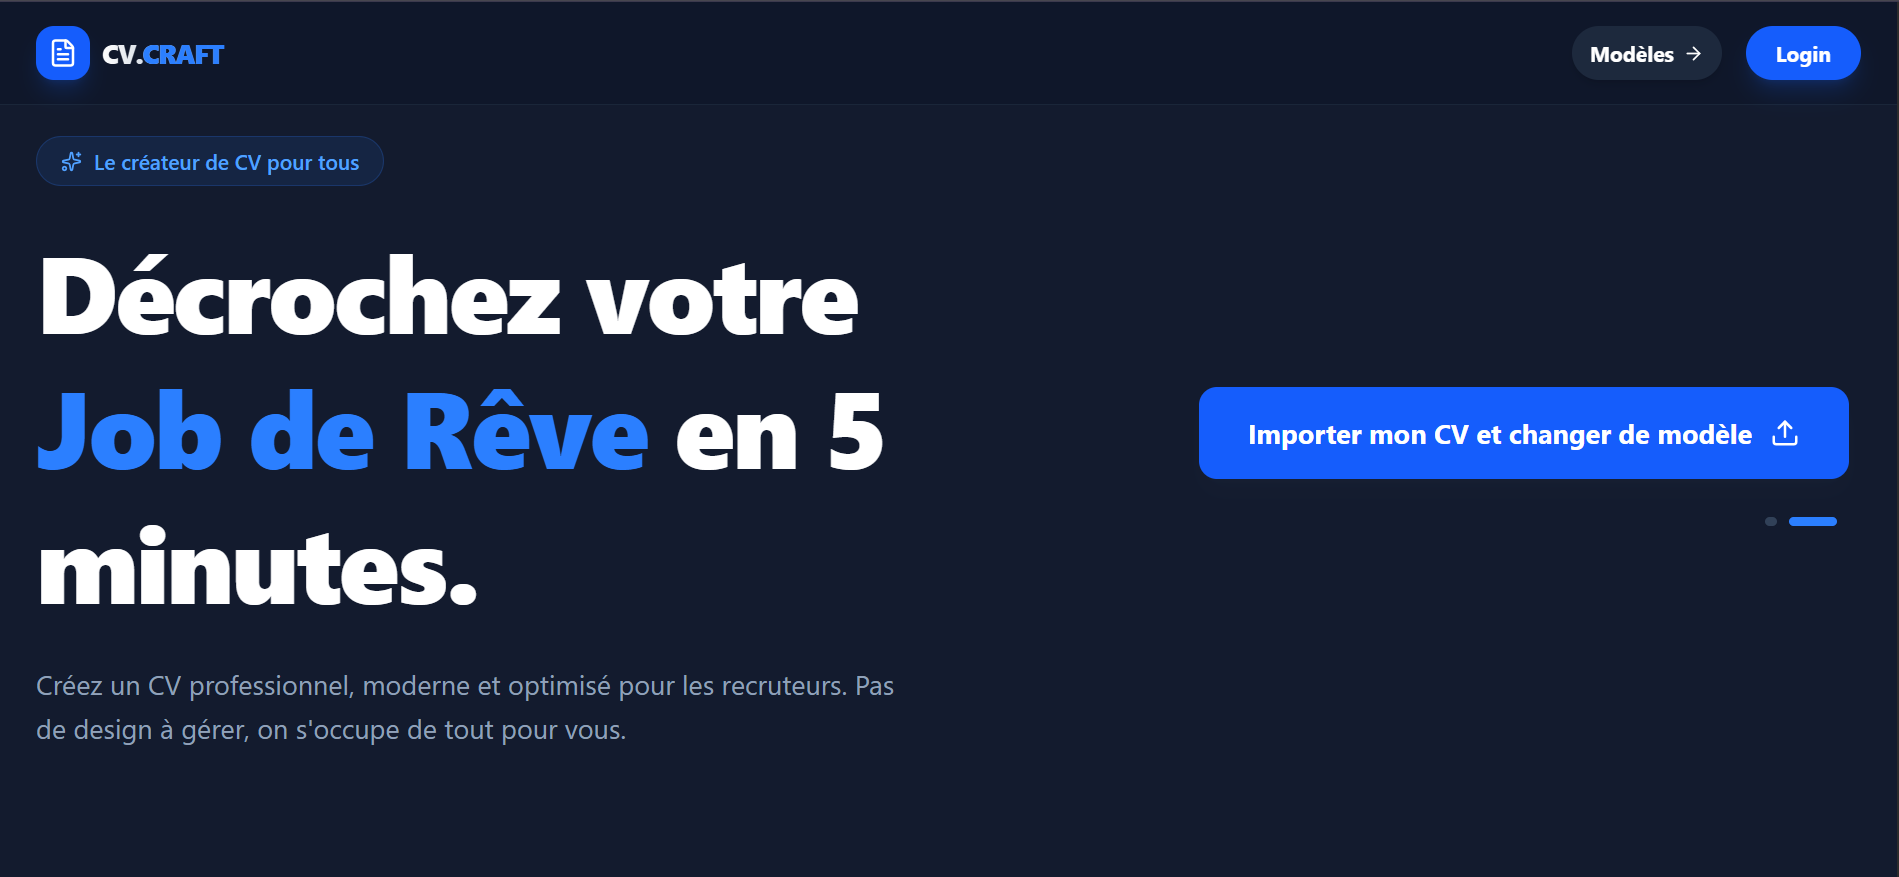 CV.CRAFT
Modèles
Login
Le créateur de CV pour tous
Décrochez votre
Job de Rêve en 5
minutes.
Importer mon CV et changer de modèle
Créez un CV professionnel, moderne et optimisé pour les recruteurs. Pas
de design à gérer, on s'occupe de tout pour vous.